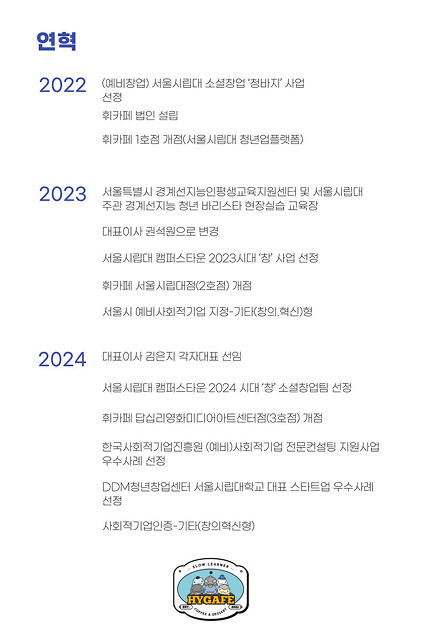 연혁
2022
(예비창업) 서울시립대 소셜창업 '청바지' 사업
선정
휘카페 법인 설립
휘카페 1호점 개점(서울시립대 청년업플랫폼)
2023
서울특별시 경계선지능인평생교육지원센터 및 서울시립대
주관 경계선지능 청년 바리스타 현장실습 교육장
대표이사 권석원으로 변경
서울시립대 캠퍼스타운 2023시대 '창' 사업 선정
휘카페 서울시립대점(2호점) 개점
서울시 예비사회적기업 지정-기타(창의,혁신)형
2024
대표이사 김은지 각자대표 선임
서울시립대 캠퍼스타운 2024 시대 '창' 소셜창업팀 선정
휘카페 답십리영화미디어아트센터점(3호점) 개점
한국사회적기업진흥원 (예비)사회적기업 전문컨설팅 지원사업
우수사례 선정
DDM청년창업센터 서울시립대학교 대표 스타트업 우수사례
선정
사회적기업인증-기타(창의혁신형)
SLOW LEARNER
HYGAFE
EST.
COFFEE & DESSERT